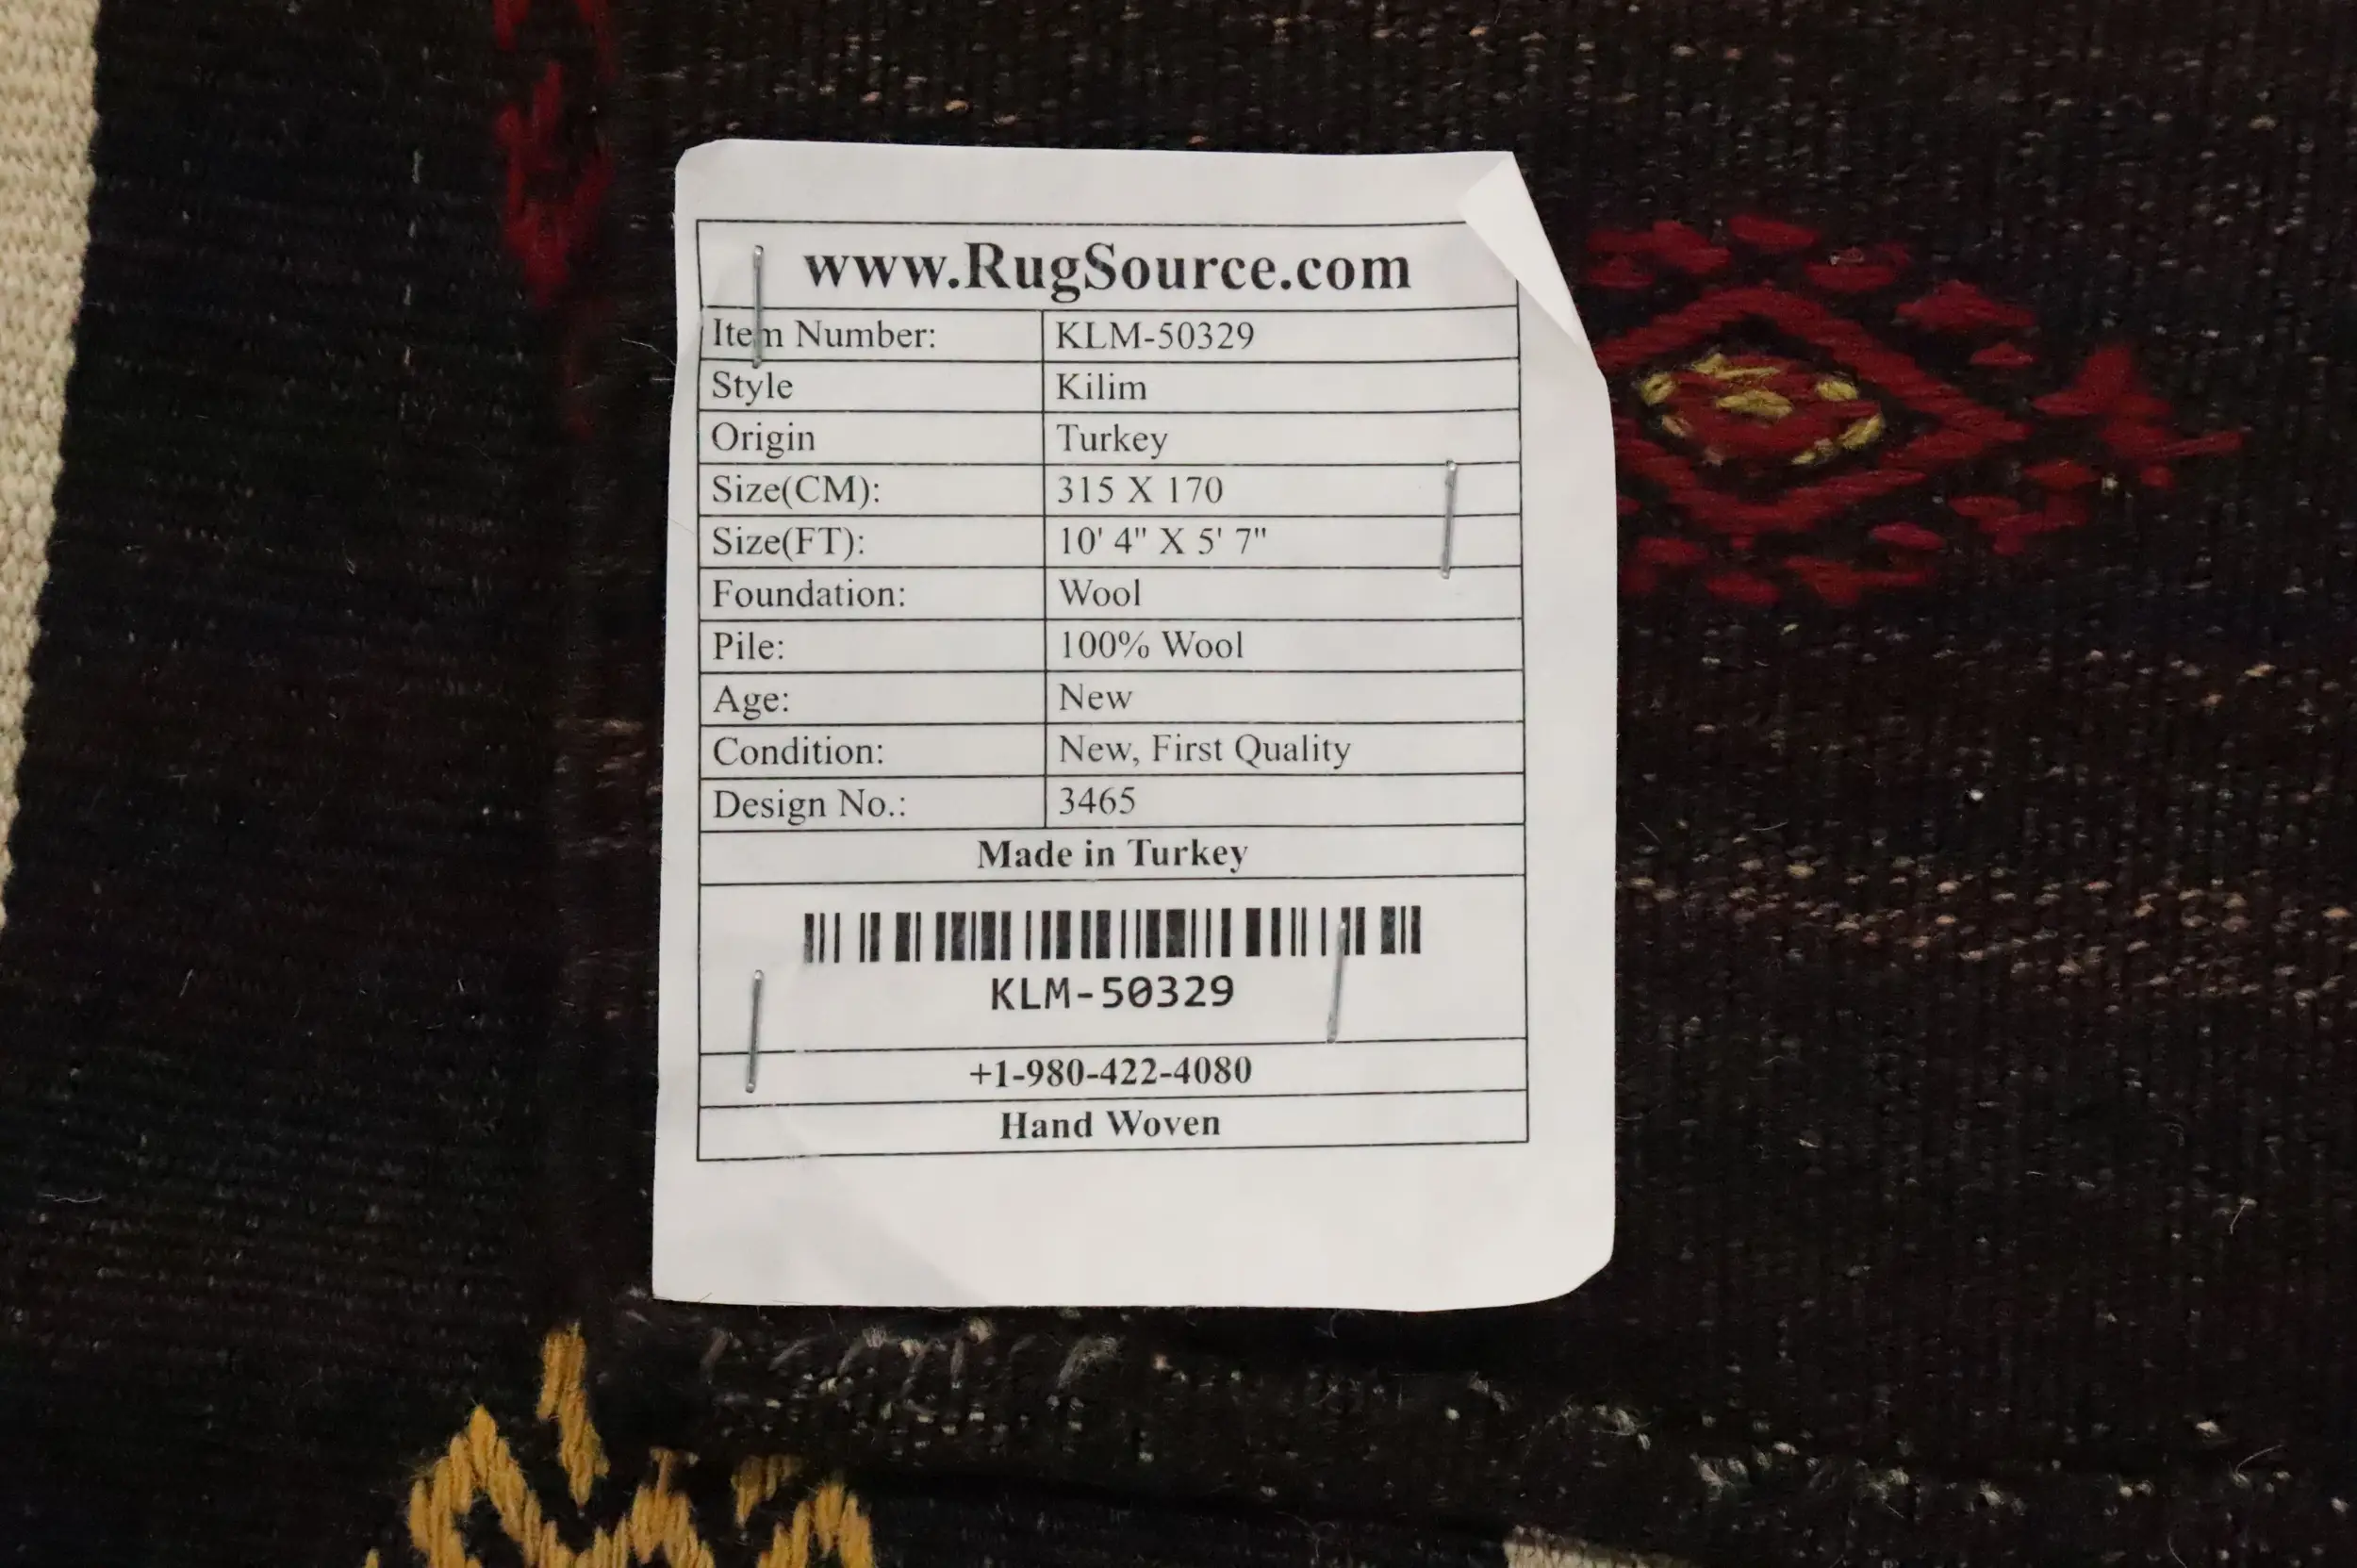 www.RugSource.com
Item Number: KLM-50329
Style Kilim
Origin Turkey
Size(CM): 315 X 170
Size(FT): 10' 4" X 5' 7"
Foundation: Wool
Pile: 100% Wool
Age: New
Condition: New, First Quality
Design No.: 3465
Made in Turkey
KLM-50329
+1-980-422-4080
Hand Woven